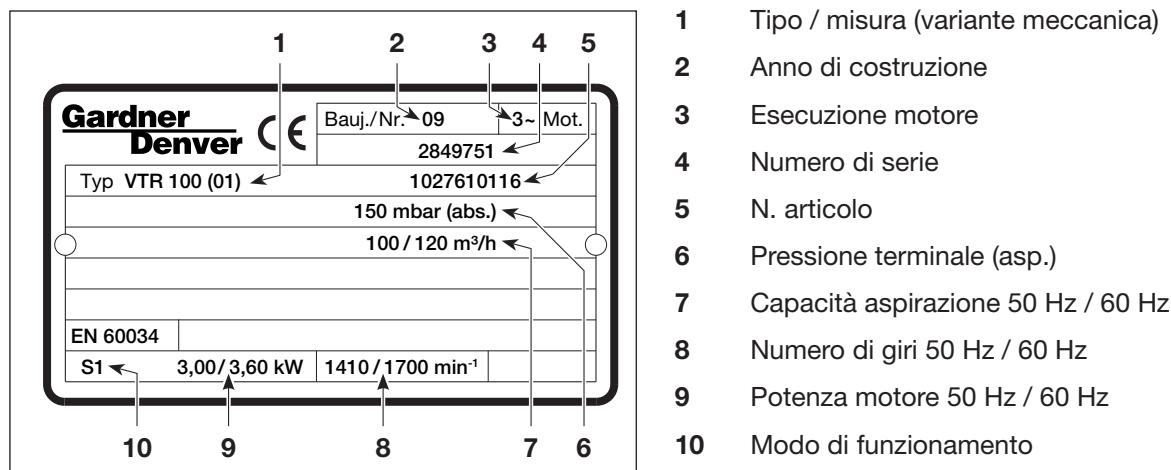 1 2 3 4 5
Gardner
Denver
CE
Bauj./Nr. 09
3~ Mot.
2849751
Typ VTR 100 (01)
1027610116
150 mbar (abs.)
100 / 120 m³/h
EN 60034
S1
3,00 / 3,60 kW
1410 / 1700 min⁻¹
10 9 8 7 6
1 Tipo / misura (variante meccanica)
2 Anno di costruzione
3 Esecuzione motore
4 Numero di serie
5 N. articolo
6 Pressione terminale (asp.)
7 Capacità aspirazione 50 Hz / 60 Hz
8 Numero di giri 50 Hz / 60 Hz
9 Potenza motore 50 Hz / 60 Hz
10 Modo di funzionamento